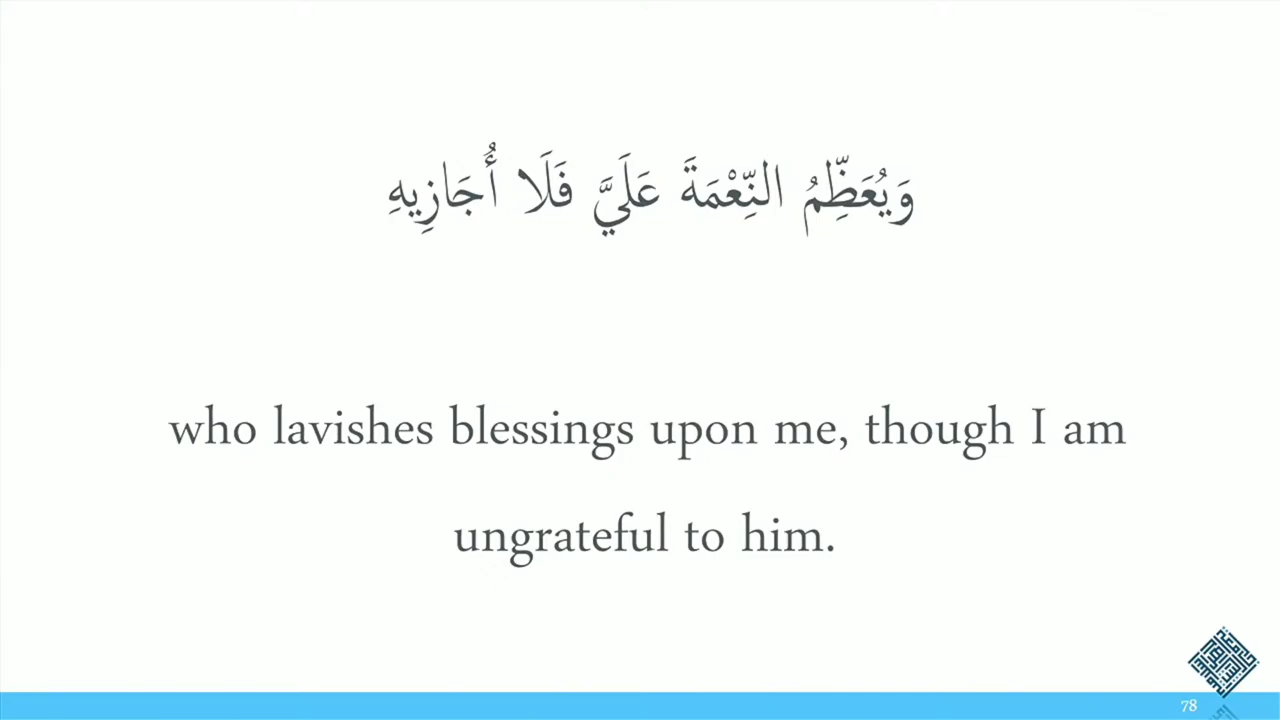 وَيُعَظِّمُ النِّعْمَةَ عَلَيَّ فَلَا أُجَازِيهِ
who lavishes blessings upon me, though I am
ungrateful to him.
78